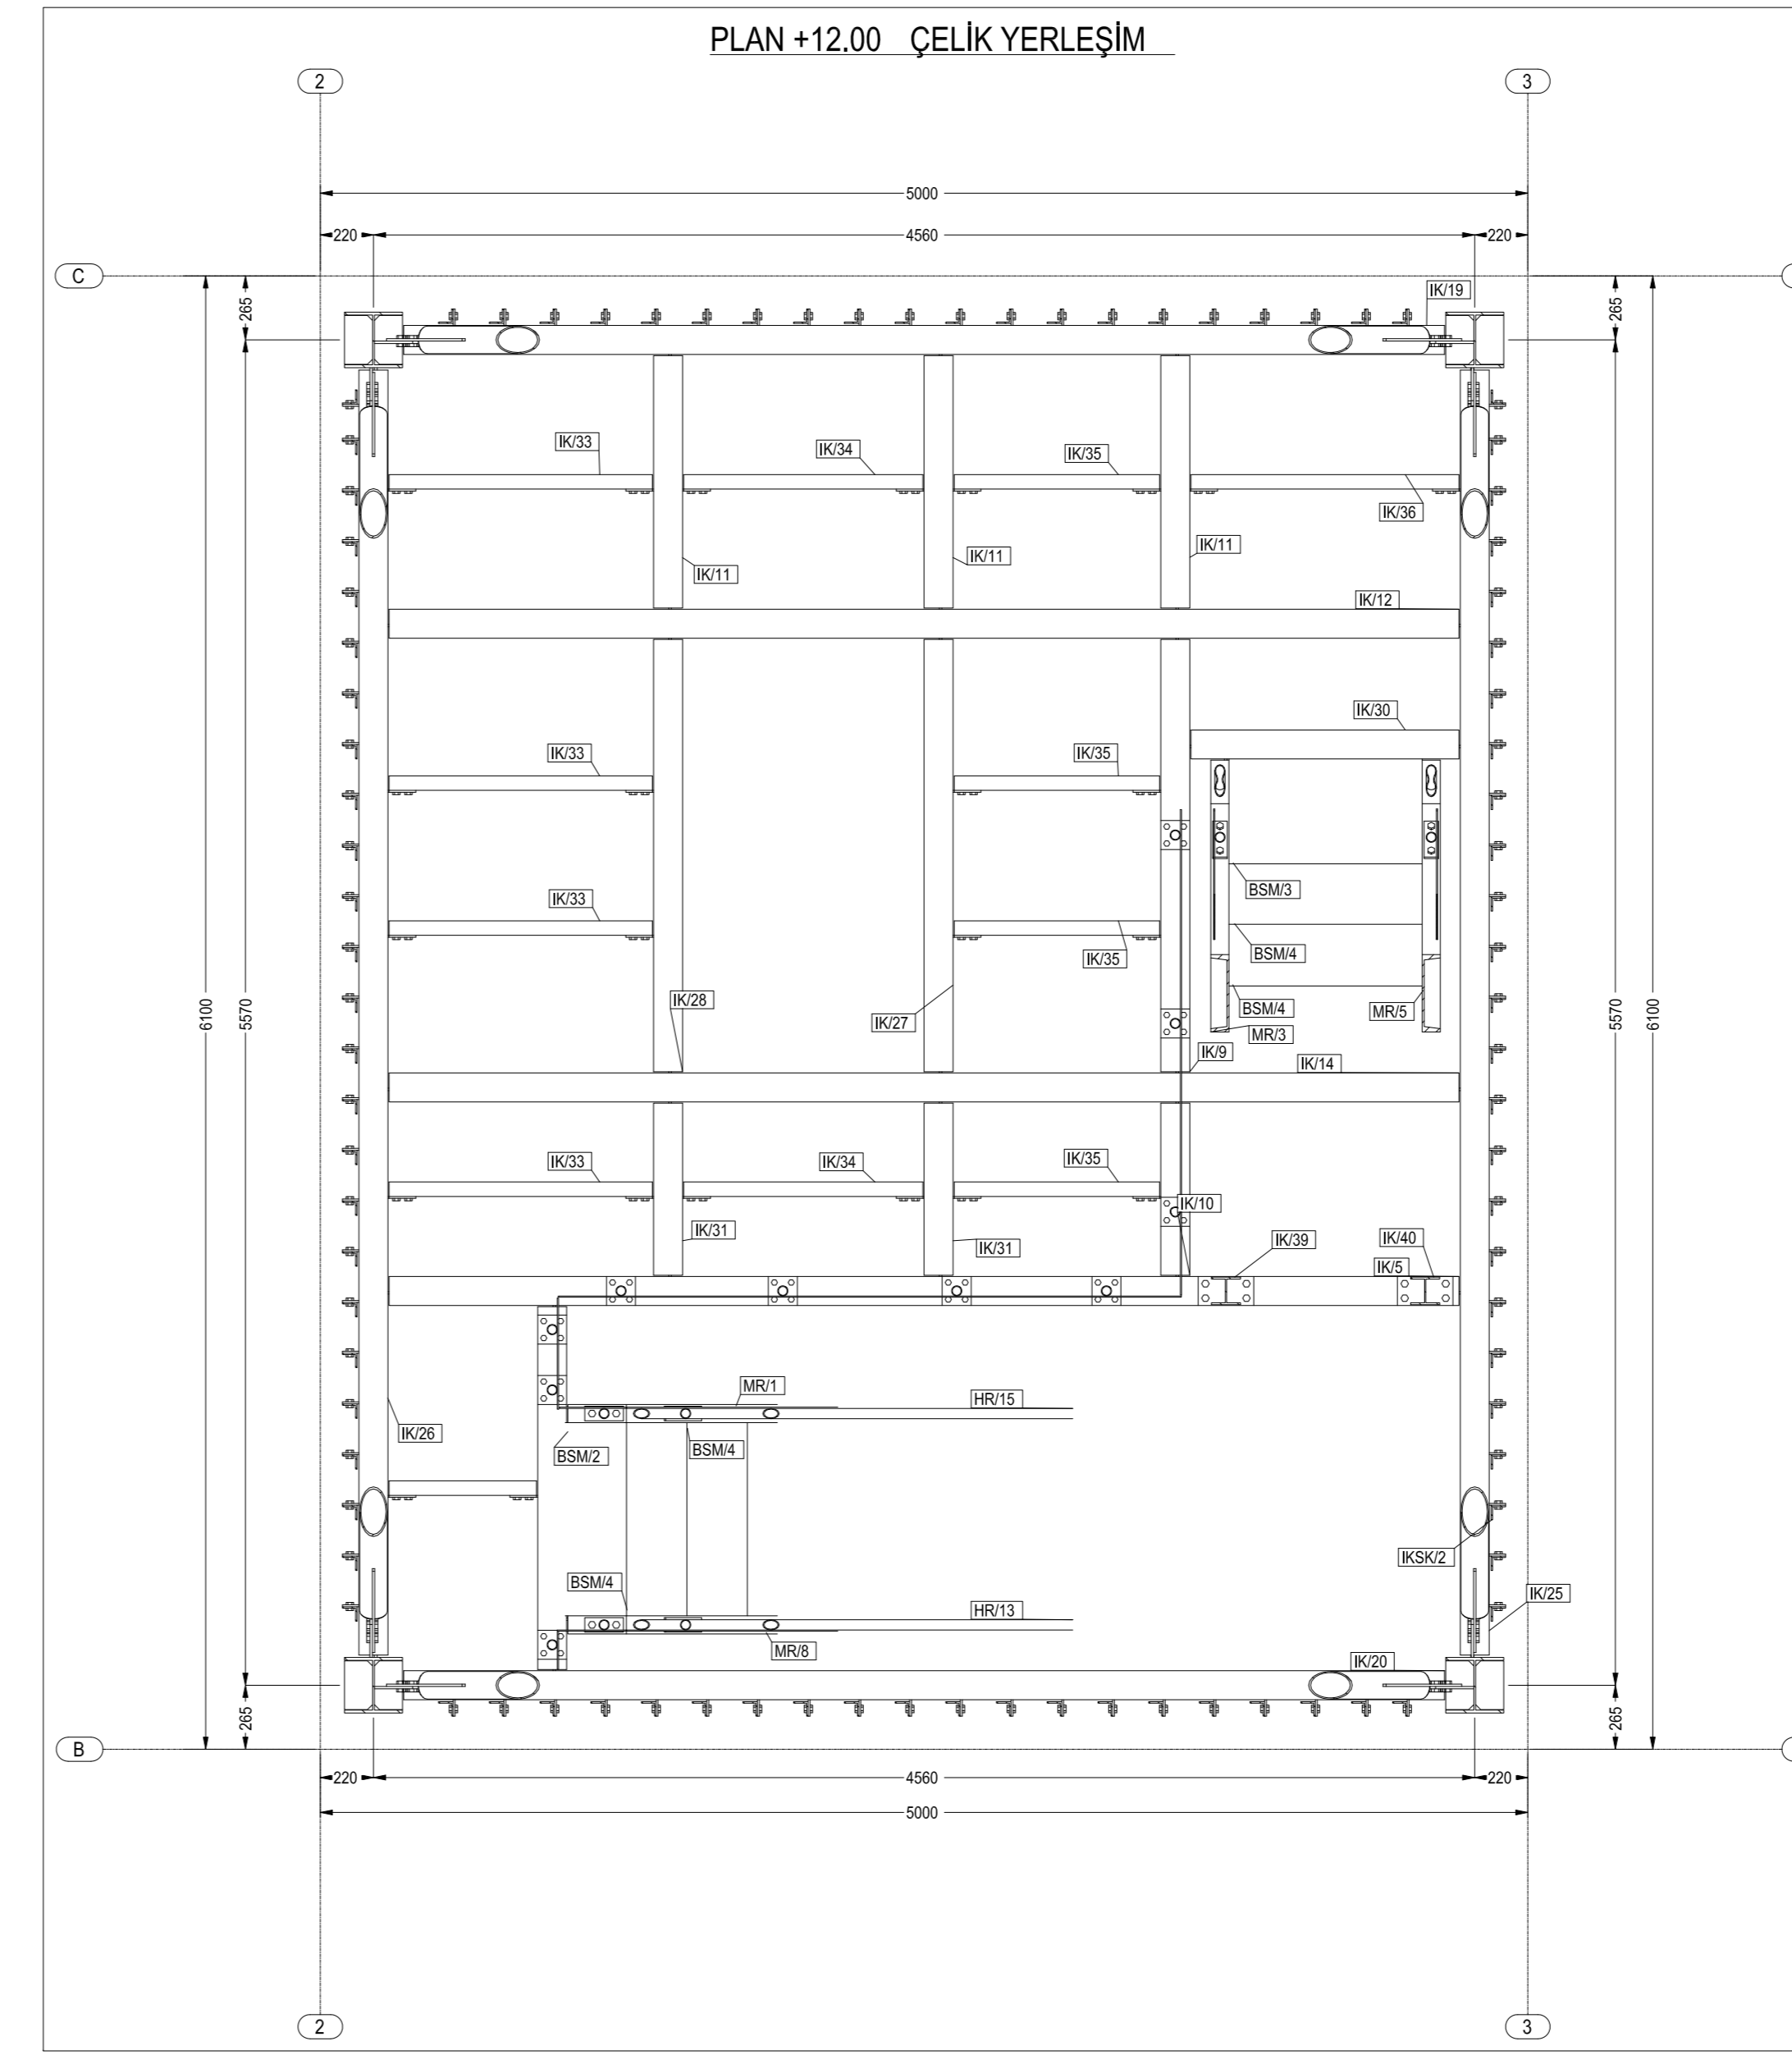 PLAN +12.00 ÇELİK YERLEŞİM
2
3
5000
220
4560
220
C
265
265
IK/19
IK/33
IK/34
IK/35
IK/36
IK/11
IK/11
IK/11
IK/12
IK/30
IK/33
IK/35
BSM/3
IK/33
BSM/4
IK/35
IK/28
BSM/4
MR/5
IK/27
MR/3
6100
5570
5570
6100
IK/9
IK/14
IK/33
IK/34
IK/35
IK/10
IK/31
IK/31
IK/39
IK/40
IK/5
MR/1
HR/15
IK/26
BSM/2
BSM/4
IKSK/2
BSM/4
IK/25
HR/13
MR/8
IK/20
265
265
B
220
4560
220
5000
2
3